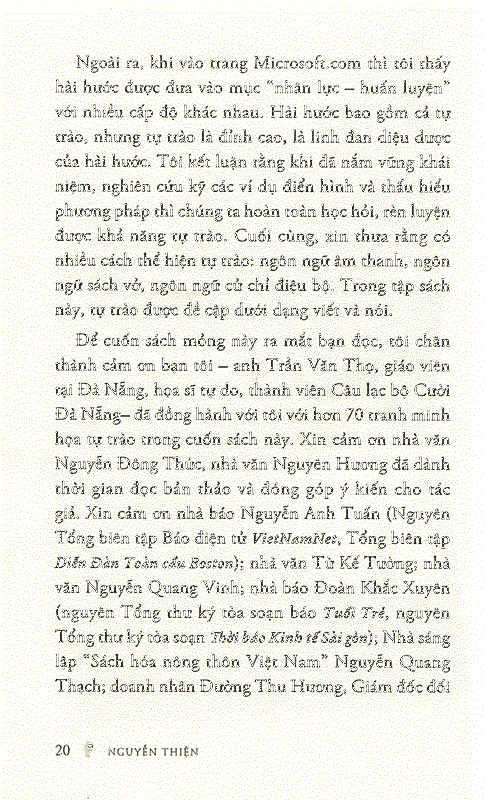 Ngoài ra, khi vào trang Microsoft.com thì tôi thấy
hài hước được đưa vào mục “nhân lực – huấn luyện”
với nhiều cấp độ khác nhau. Hài hước bao gồm cả tự
trào, nhưng tự trào là đỉnh cao, là linh đan diệu dược
của hài hước. Tôi kết luận rằng khi đã nắm vững khái
niệm, nghiên cứu kỹ các ví dụ điển hình và thấu hiểu
phương pháp thì chúng ta hoàn toàn học hỏi, rèn luyện
được khả năng tự trào. Cuối cùng, xin thưa rằng có
nhiều cách thể hiện tự trào: ngôn ngữ âm thanh, ngôn
ngữ sách vở, ngôn ngữ cử chỉ điệu bộ. Trong tập sách
này, tự trào được đề cập dưới dạng viết và nói.
Để cuốn sách mỏng này ra mắt bạn đọc, tôi chân
thành cảm ơn bạn tôi – anh Trần Văn Thọ, giáo viên
tại Đà Nẵng, họa sĩ tự do, thành viên Câu lạc bộ Cười
Đà Nẵng– đã đồng hành với tôi với hơn 70 tranh minh
họa tự trào trong cuốn sách này. Xin cảm ơn nhà văn
Nguyễn Đông Thức, nhà văn Nguyên Hương đã dành
thời gian đọc bản thảo và đóng góp ý kiến cho tác
giả. Xin cảm ơn nhà báo Nguyễn Anh Tuấn (Nguyên
Tổng biên tập Báo điện tử VietNamNet, Tổng biên tập
Diễn Đàn Toàn cầu Boston); nhà văn Từ Kế Tường; nhà
văn Nguyễn Quang Vinh; nhà báo Đoàn Khắc Xuyên
(nguyên Tổng thư ký tòa soạn báo Tuổi Trẻ, nguyên
Tổng thư ký tòa soạn Thời báo Kinh tế Sài gòn); Nhà sáng
lập “Sách hóa nông thôn Việt Nam” Nguyễn Quang
Thạch; doanh nhân Đường Thu Hương, Giám đốc đối
20 NGUYỄN THIỆN